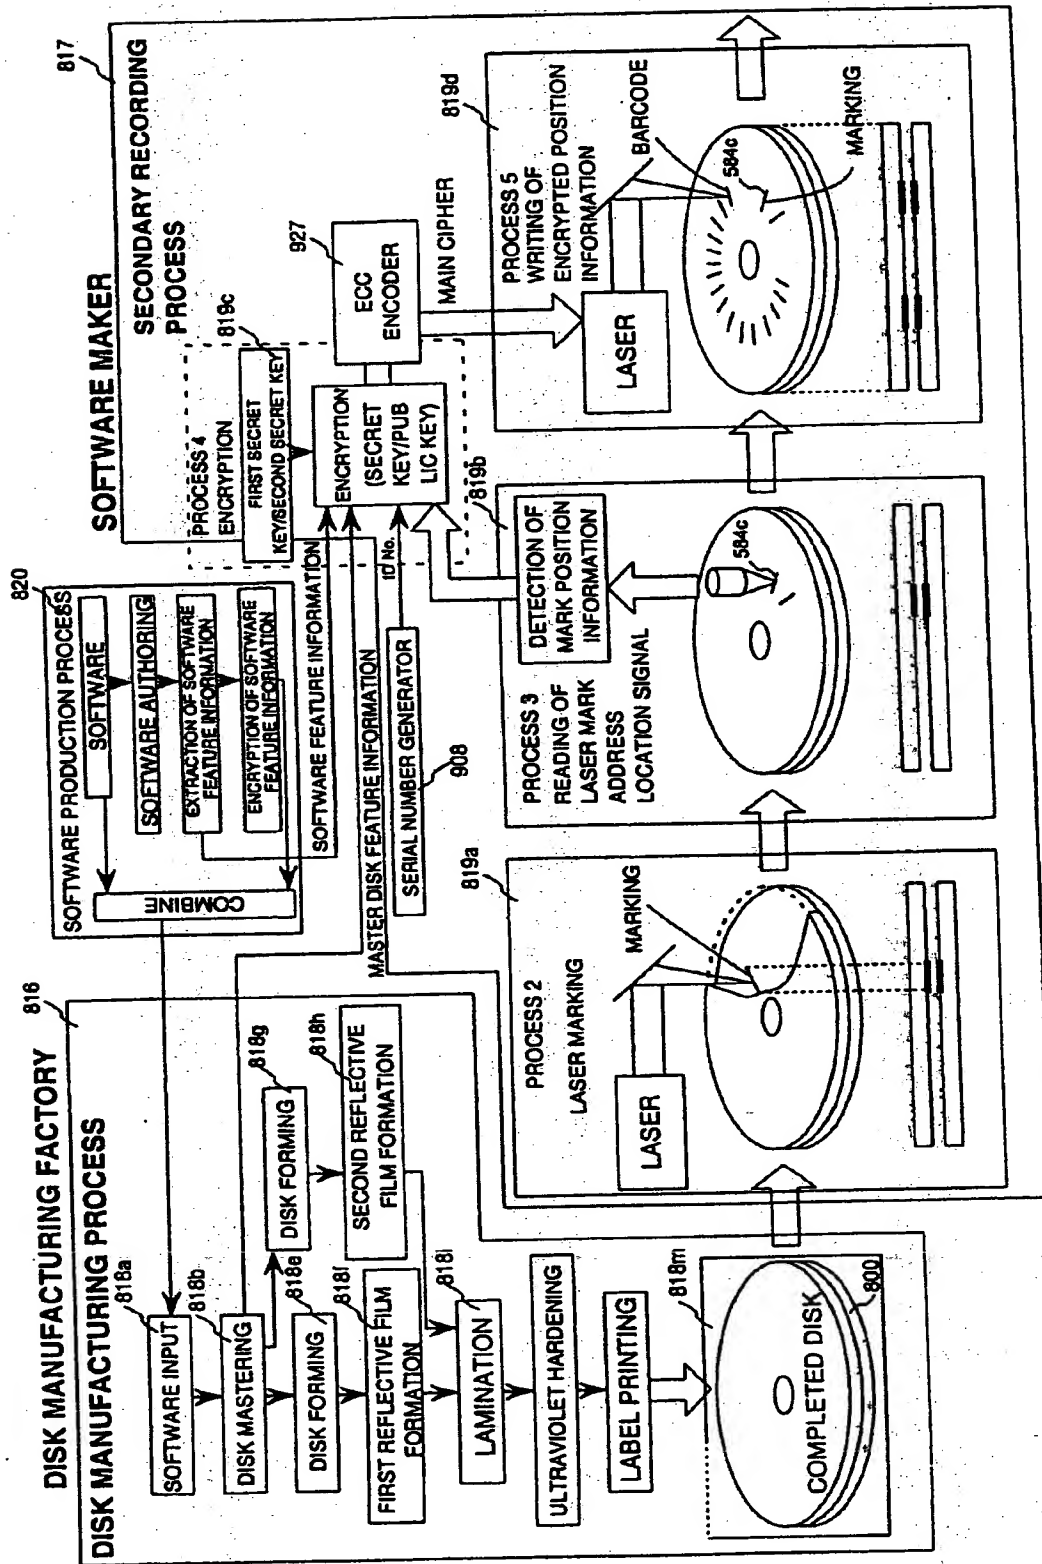 DISK MANUFACTURING FACTORY
816
DISK MANUFACTURING PROCESS
818a
SOFTWARE INPUT
818b
DISK MASTERING
818e
DISK FORMING
818f
FIRST REFLECTIVE FILM
FORMATION
818g
DISK FORMING
818h
SECOND REFLECTIVE
FILM FORMATION
818i
LAMINATION
ULTRAVIOLET HARDENING
LABEL PRINTING
818m
COMPLETED DISK
800
820
SOFTWARE PRODUCTION PROCESS
SOFTWARE
SOFTWARE AUTHORING
EXTRACTION OF SOFTWARE
FEATURE INFORMATION
ENCRYPTION OF SOFTWARE
FEATURE INFORMATION
COMBINE
SOFTWARE FEATURE INFORMATION
MASTER DISK FEATURE INFORMATION
ID No.
SERIAL NUMBER GENERATOR
908
SOFTWARE MAKER
817
SECONDARY RECORDING
PROCESS
PROCESS 4
ENCRYPTION
819c
FIRST SECRET
KEY/SECOND SECRET KEY
ENCRYPTION
(SECRET
KEY/PUB
LIC KEY)
927
ECC
ENCODER
MAIN CIPHER
819a
PROCESS 2
LASER MARKING
LASER
MARKING
819b
PROCESS 3
READING OF
LASER MARK
ADDRESS
LOCATION SIGNAL
DETECTION OF
MARK POSITION
INFORMATION
584c
819d
PROCESS 5
WRITING OF
ENCRYPTED POSITION
INFORMATION
LASER
BARCODE
584c
MARKING